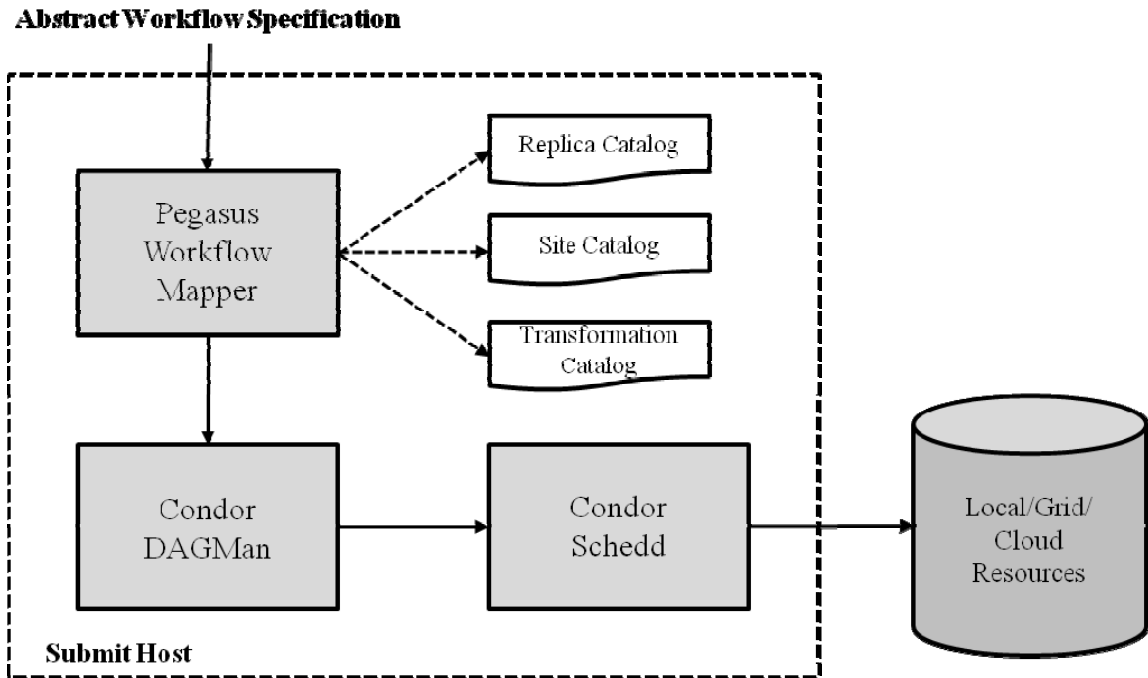 Abstract Workflow Specification
Replica Catalog
Pegasus
Workflow
Mapper
Site Catalog
Transformation
Catalog
Condor
DAGMan
Condor
Schedd
Local/Grid/
Cloud
Resources
Submit Host